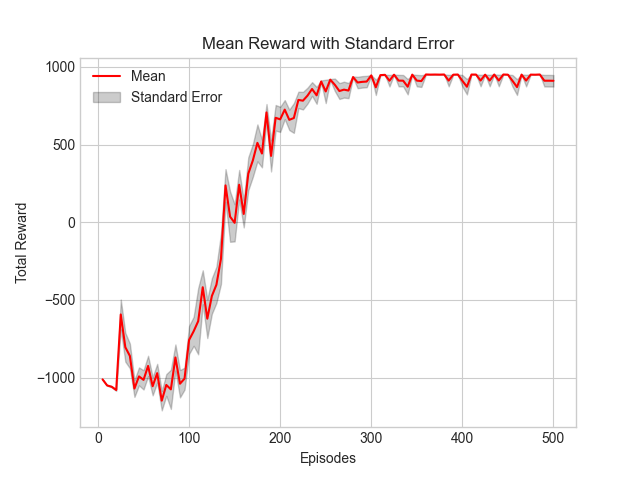 Mean Reward with Standard Error
Mean
Standard Error
Total Reward
1000
500
0
−500
−1000
0 100 200 300 400 500
Episodes